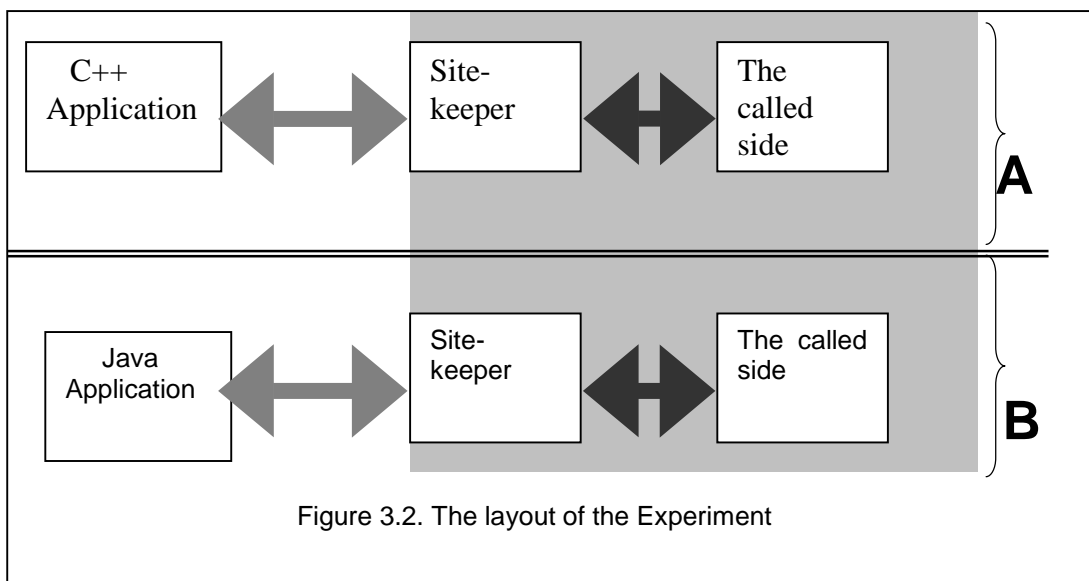 C++
Application
Site-
keeper
The
called
side
A
Java
Application
Site-
keeper
The called
side
B
Figure 3.2. The layout of the Experiment